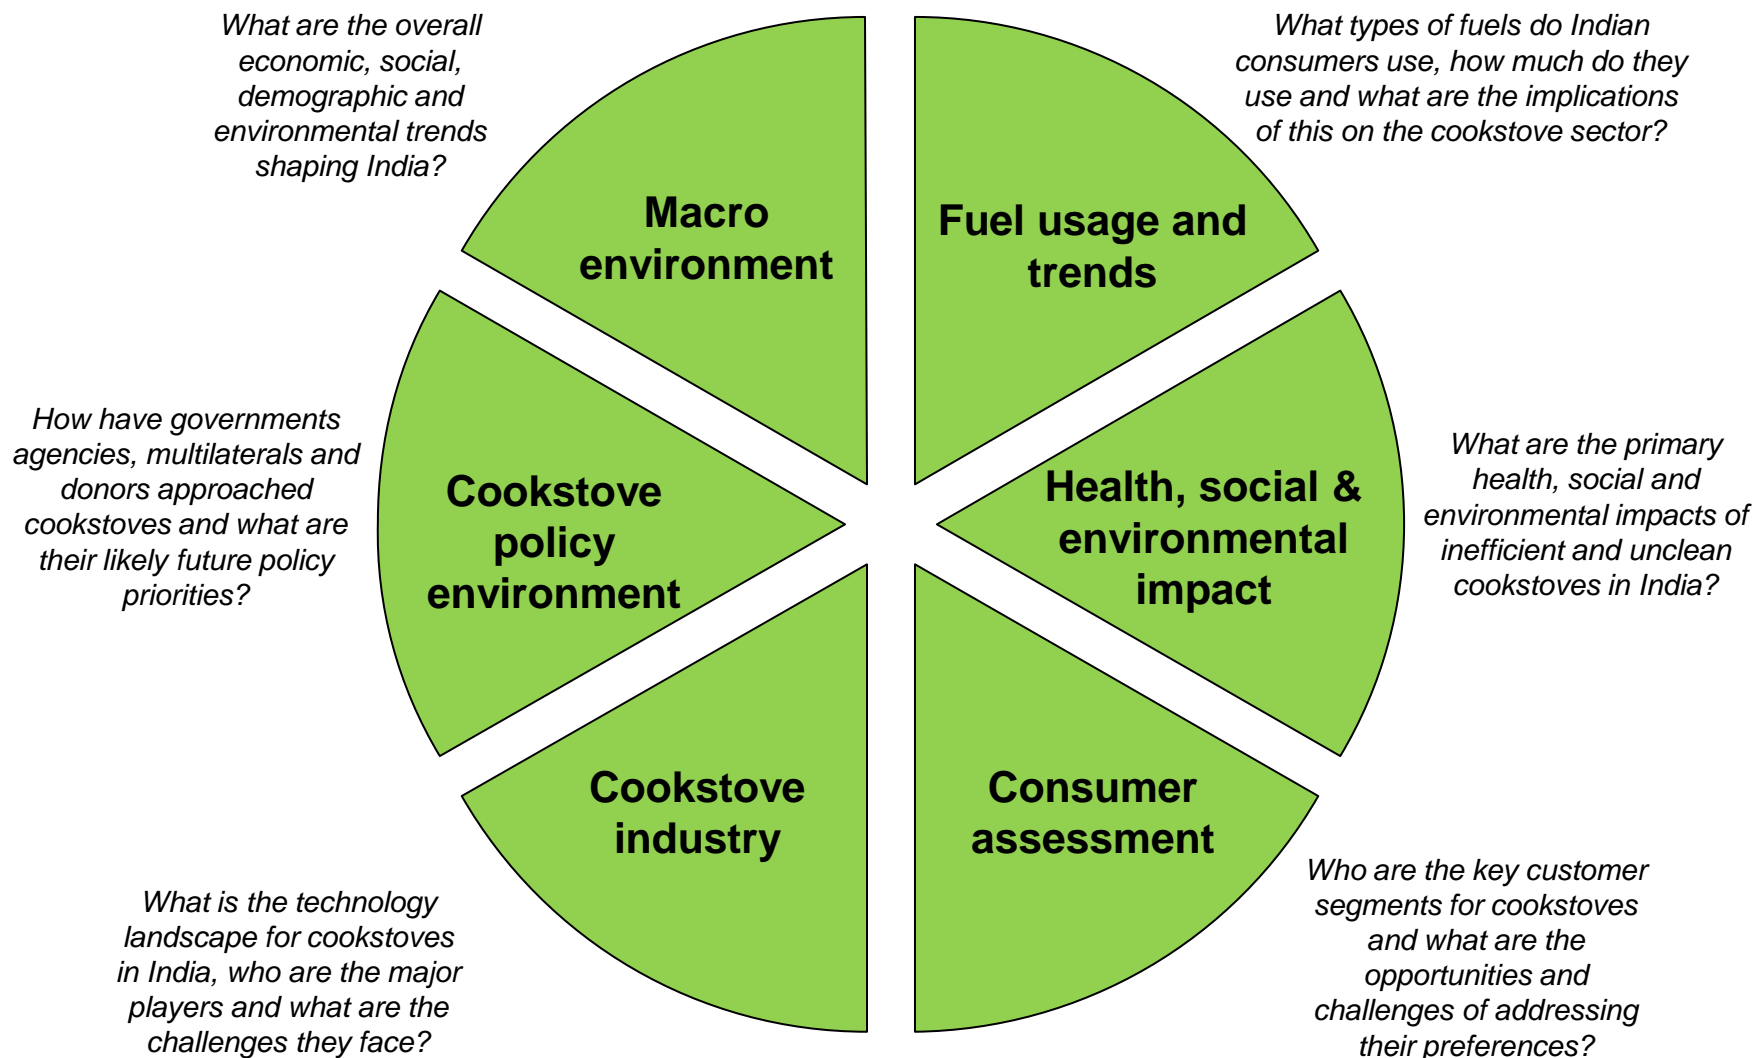 What are the overall
economic, social,
demographic and
environmental trends
shaping India?
Macro
environment
What types of fuels do Indian
consumers use, how much do they
use and what are the implications
of this on the cookstove sector?
Fuel usage and
trends
How have governments
agencies, multilaterals and
donors approached
cookstoves and what are
their likely future policy
priorities?
Cookstove
policy
environment
Health, social &
environmental
impact
What are the primary
health, social and
environmental impacts of
inefficient and unclean
cookstoves in India?
What is the technology
landscape for cookstoves
in India, who are the major
players and what are the
challenges they face?
Cookstove
industry
Consumer
assessment
Who are the key customer
segments for cookstoves
and what are the
opportunities and
challenges of addressing
their preferences?